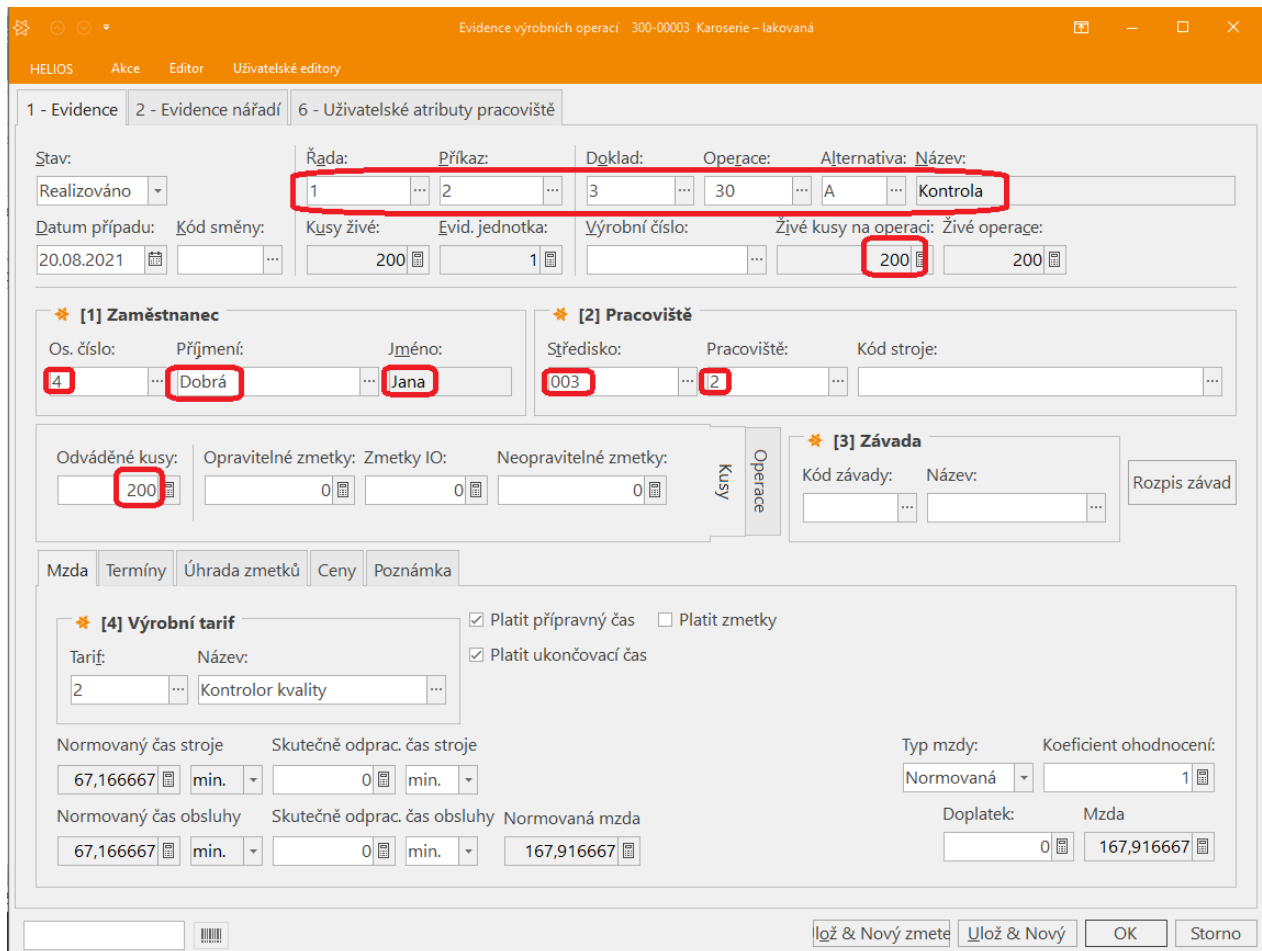 Evidence výrobních operací 300-00003 Karoserie – lakovaná
HELIOS Akce Editor Uživatelské editory
1 - Evidence 2 - Evidence nářadí 6 - Uživatelské atributy pracoviště
Stav: Řada: Příkaz: Doklad: Operace: Alternativa: Název:
Realizováno 1 2 3 30 A Kontrola
Datum případu: Kód směny: Kusy živé: Evid. jednotka: Výrobní číslo: Živé kusy na operaci: Živé operace:
20.08.2021 200 1 200 200
[1] Zaměstnanec [2] Pracoviště
Os. číslo: Příjmení: Jméno: Středisko: Pracoviště: Kód stroje:
4 Dobrá Jana 003 2
Odváděné kusy: Opravitelné zmetky: Zmetky IO: Neopravitelné zmetky: Kusy Operace [3] Závada
200 0 0 0 Kód závady: Název: Rozpis závad
Mzda Termíny Úhrada zmetků Ceny Poznámka
[4] Výrobní tarif Platit přípravný čas Platit zmetky
Tarif: Název: Platit ukončovací čas
2 Kontrolor kvality
Normovaný čas stroje Skutečně odprac. čas stroje Typ mzdy: Koeficient ohodnocení:
67,166667 min. 0 min. Normovaná 1
Normovaný čas obsluhy Skutečně odprac. čas obsluhy Normovaná mzda Doplatek: Mzda
67,166667 min. 0 min. 167,916667 0 167,916667
lož & Nový zmete Ulož & Nový OK Storno